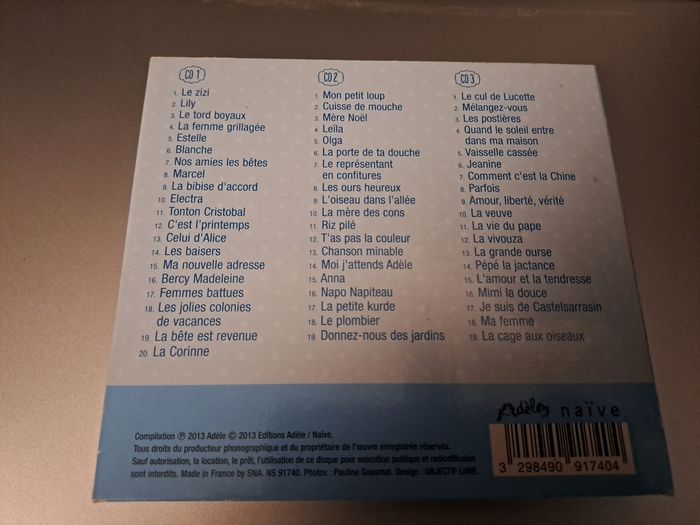 CD 1
1. Le zizi
2. Lily
3. Le tord boyaux
4. La femme grillagée
5. Estelle
6. Blanche
7. Nos amies les bêtes
8. Marcel
9. La bibise d'accord
10. Electra
11. Tonton Cristobal
12. C'est l'printemps
13. Celui d'Alice
14. Les baisers
15. Ma nouvelle adresse
16. Bercy Madeleine
17. Femmes battues
18. Les jolies colonies
de vacances
19. La bête est revenue
20. La Corinne
CD 2
1. Mon petit loup
2. Cuisse de mouche
3. Mère Noël
4. Leïla
5. Olga
6. La porte de ta douche
7. Le représentant
en confitures
8. Les ours heureux
9. L'oiseau dans l'allée
10. La mère des cons
11. Riz pilé
12. T'as pas la couleur
13. Chanson minable
14. Moi j'attends Adèle
15. Anna
16. Napo Napiteau
17. La petite kurde
18. Le plombier
19. Donnez-nous des jardins
CD 3
1. Le cul de Lucette
2. Mélangez-vous
3. Les postières
4. Quand le soleil entre
dans ma maison
5. Vaisselle cassée
6. Jeanine
7. Comment c'est la Chine
8. Parfois
9. Amour, liberté, vérité
10. La veuve
11. La vie du pape
12. La vivouza
13. La grande ourse
14. Pépé la jactance
15. L'amour et la tendresse
16. Mimi la douce
17. Je suis de Castelsarrasin
18. Ma femme
19. La cage aux oiseaux
Adèle naïve
Compilation ℗ 2013 Adèle © 2013 Editions Adèle / Naïve.
Tous droits du producteur phonographique et du propriétaire de l'œuvre enregistrée réservés.
Sauf autorisation, la location, le prêt, l'utilisation de ce disque pour exécution publique et radiodiffusion
sont interdits. Made in France by SNA. NS 91740. Photos : Pauline Goasmat. Design : OBJECTIF LUNE.
3 298490 917404